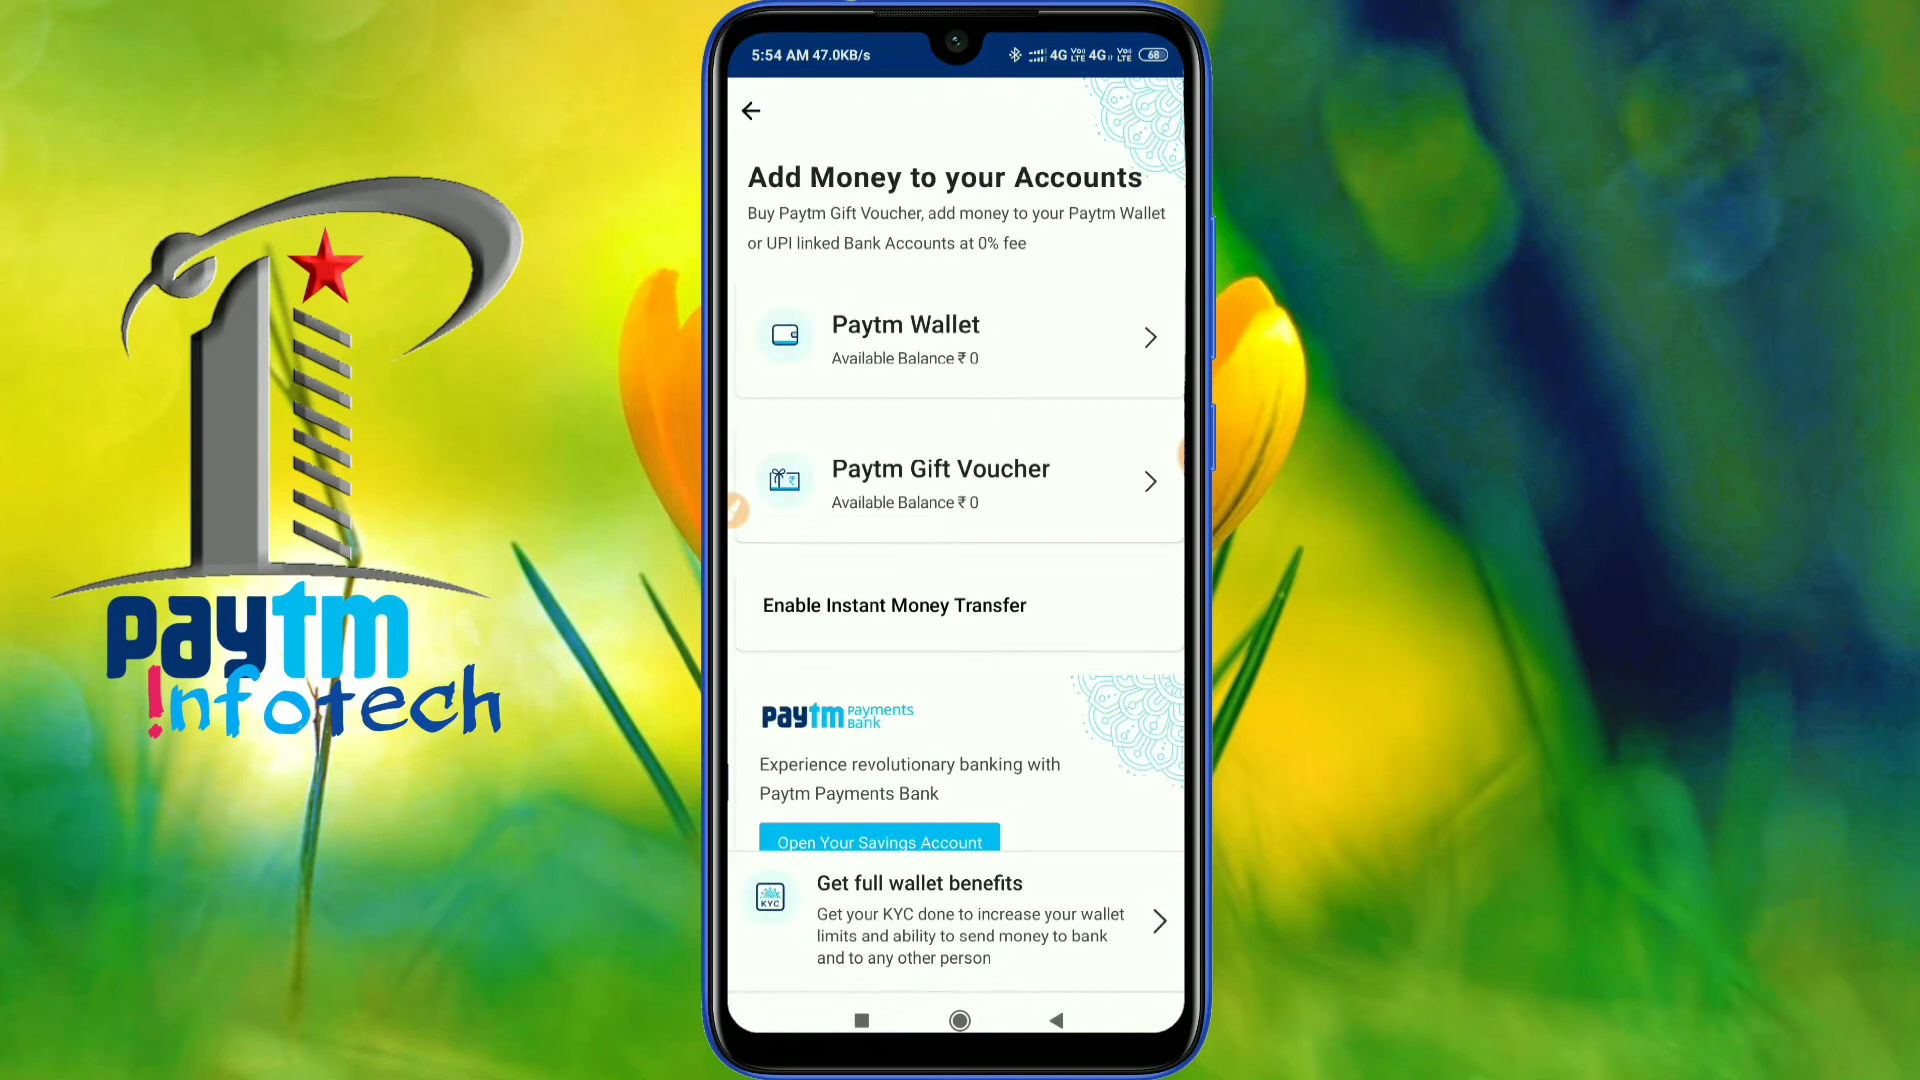 paytm
!nfotech
5:54 AM 47.0KB/s
4G Vo) LTE 4G Vo) LTE 68
Add Money to your Accounts
Buy Paytm Gift Voucher, add money to your Paytm Wallet
or UPI linked Bank Accounts at 0% fee
Paytm Wallet
Available Balance ₹ 0
Paytm Gift Voucher
Available Balance ₹ 0
Enable Instant Money Transfer
paytm payments Bank
Experience revolutionary banking with
Paytm Payments Bank
Open Your Savings Account
KYC
Get full wallet benefits
Get your KYC done to increase your wallet
limits and ability to send money to bank
and to any other person